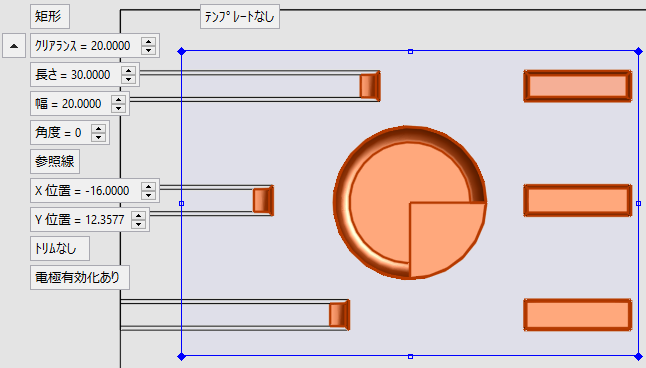 矩形
テンプレートなし
クリアランス = 20.0000
長さ = 30.0000
幅 = 20.0000
角度 = 0
参照線
X 位置 = -16.0000
Y 位置 = 12.3577
トリムなし
電極有効化あり